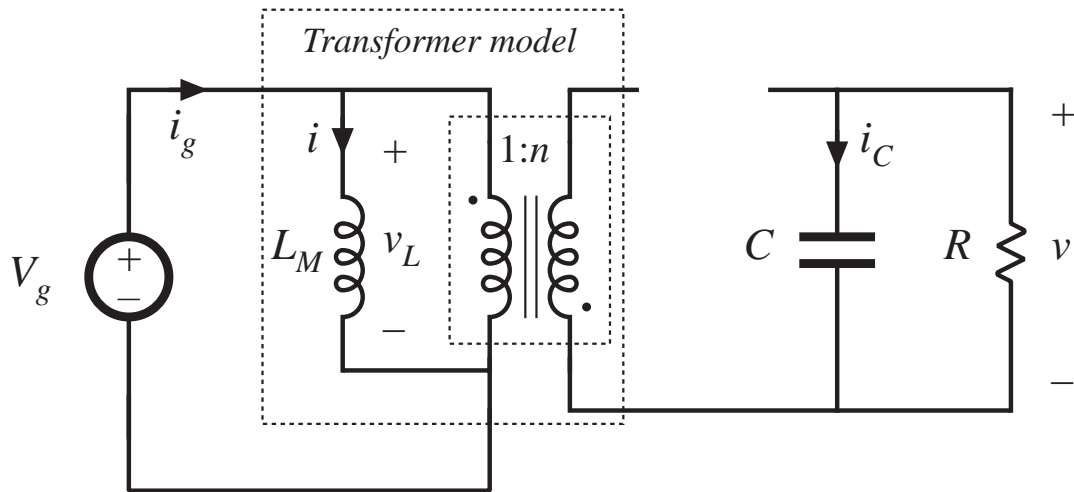 Transformer model
i_g
i
+
1:n
i_C
+
V_g
+
−
L_M
v_L
C
R
v
−
−